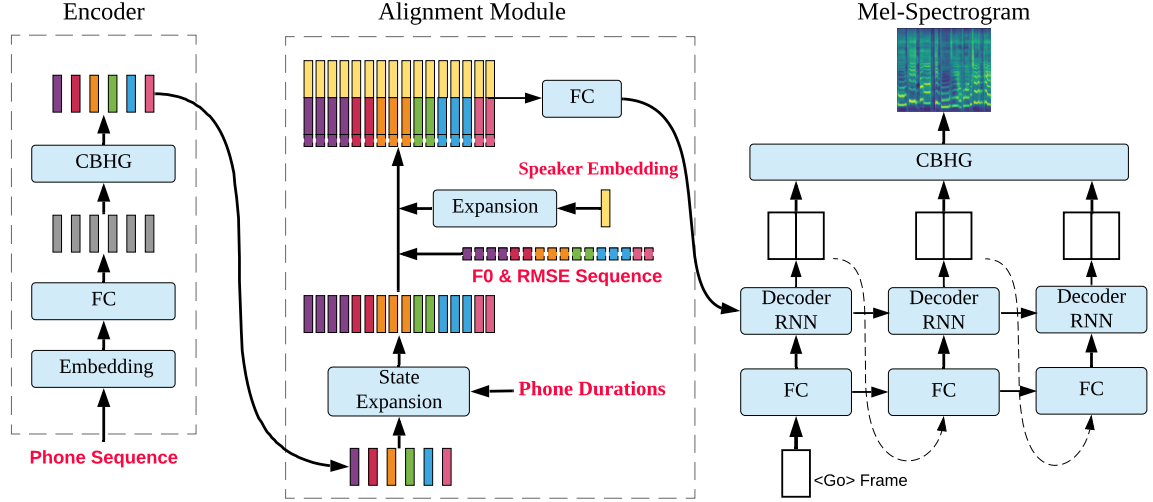 Encoder
Alignment Module
Mel-Spectrogram
CBHG
FC
Embedding
Phone Sequence
FC
Speaker Embedding
Expansion
F0 & RMSE Sequence
State
Expansion
Phone Durations
CBHG
Decoder
RNN
Decoder
RNN
Decoder
RNN
FC
FC
FC
<Go> Frame